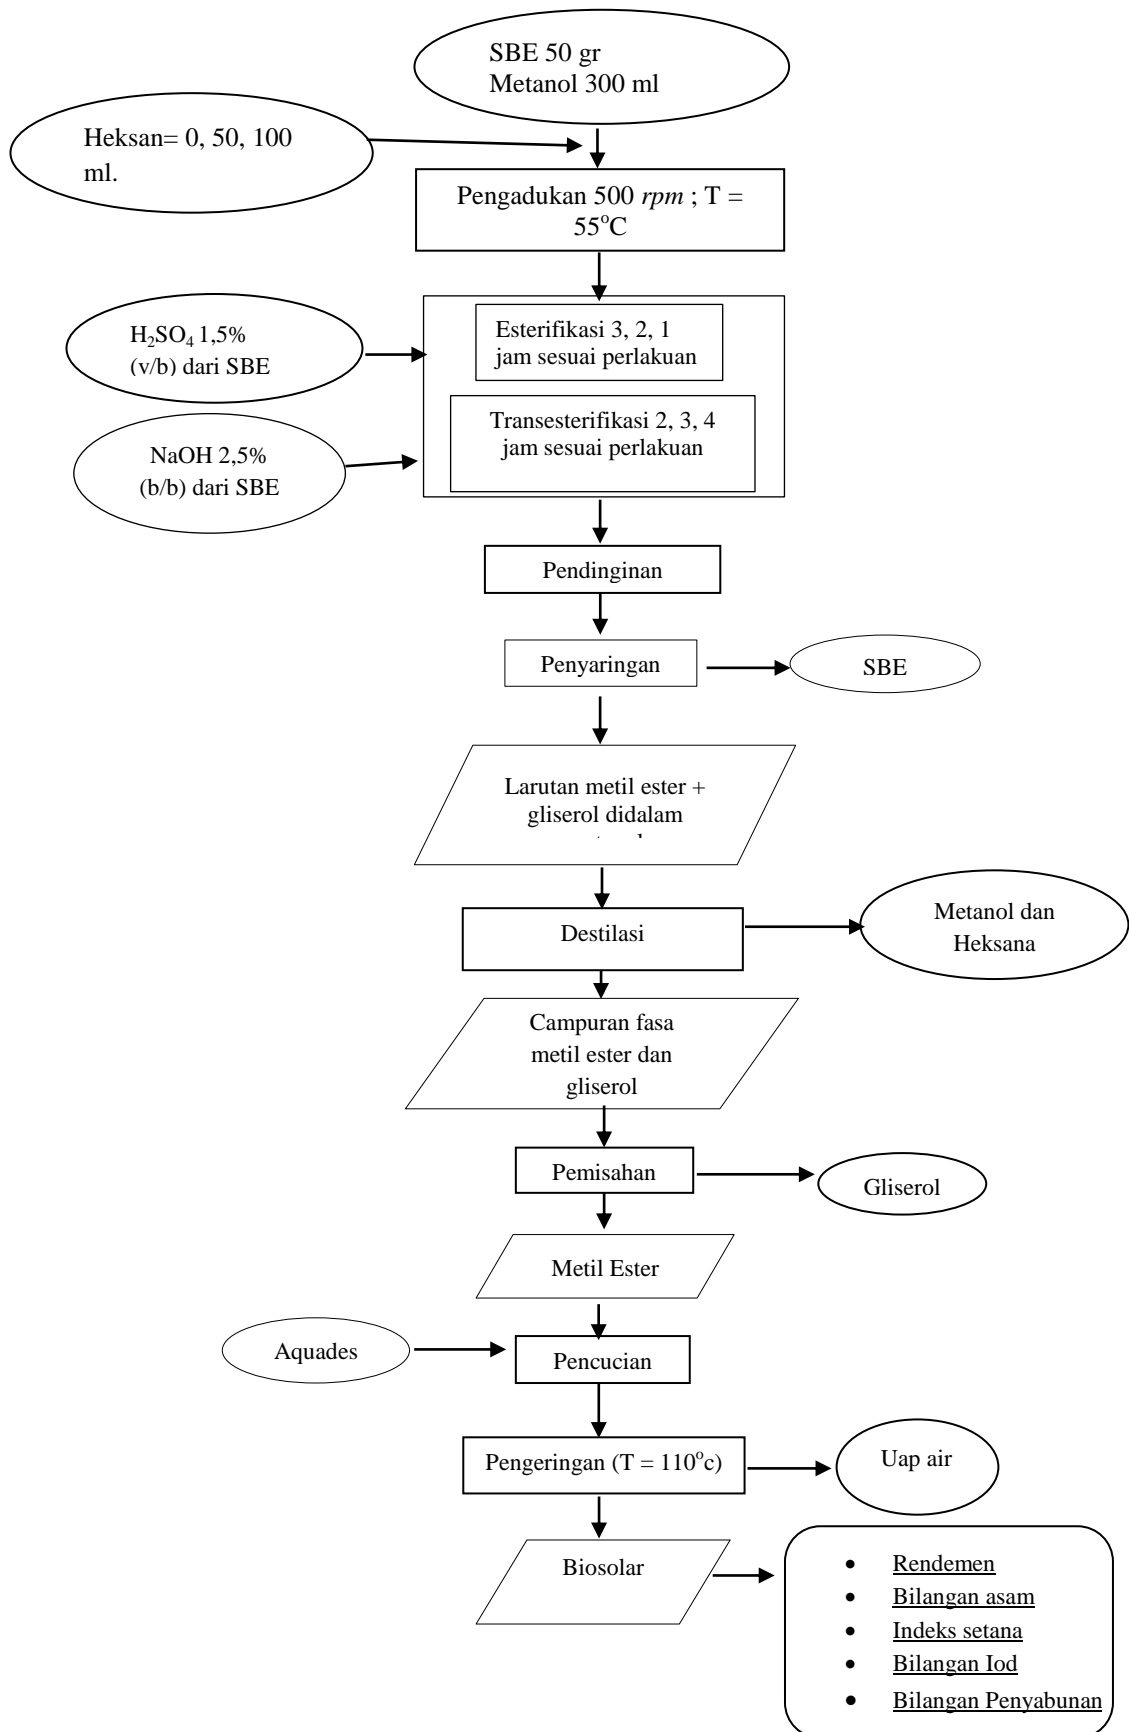 SBE 50 gr
Metanol 300 ml
Heksan= 0, 50, 100
ml.
Pengadukan 500 rpm ; T =
55°C
H₂SO₄ 1,5%
(v/b) dari SBE
Esterifikasi 3, 2, 1
jam sesuai perlakuan
Transesterifikasi 2, 3, 4
jam sesuai perlakuan
NaOH 2,5%
(b/b) dari SBE
Pendinginan
Penyaringan
SBE
Larutan metil ester +
gliserol didalam
Destilasi
Metanol dan
Heksana
Campuran fasa
metil ester dan
gliserol
Pemisahan
Gliserol
Metil Ester
Aquades
Pencucian
Pengeringan (T = 110°c)
Uap air
Biosolar
• Rendemen
• Bilangan asam
• Indeks setana
• Bilangan Iod
• Bilangan Penyabunan